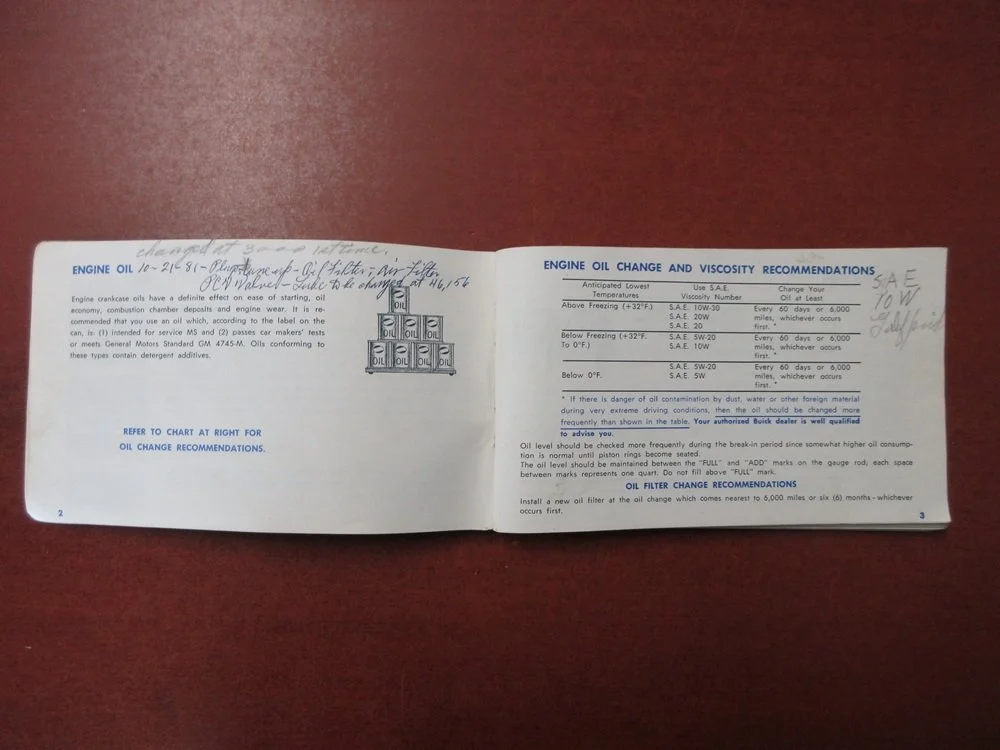 changed at 3000 1st time.
ENGINE OIL 10-21-81-Plugs tune up - Oil Filter, Air Filter
PCV Valve - Lube to be changed at 46,156
Engine crankcase oils have a definite effect on ease of starting, oil
economy, combustion chamber deposits and engine wear. It is re-
commended that you use an oil which, according to the label on the
can, is: (1) intended for service MS and (2) passes car makers' tests
or meets General Motors Standard GM 4745-M. Oils conforming to
these types contain detergent additives.
OIL
OIL OIL OIL
OIL OIL OIL OIL
REFER TO CHART AT RIGHT FOR
OIL CHANGE RECOMMENDATIONS.
2
ENGINE OIL CHANGE AND VISCOSITY RECOMMENDATIONS
SAE
10 W
Anticipated Lowest Use S.A.E. Change Your
Temperatures Viscosity Number Oil at Least
Above Freezing (+32°F.) S.A.E. 10W-30 Every 60 days or 6,000
S.A.E. 20W miles, whichever occurs
S.A.E. 20 first. *
Below Freezing (+32°F. S.A.E. 5W-20 Every 60 days or 6,000
To 0°F.) S.A.E. 10W miles, whichever occurs
first. *
S.A.E. 5W-20 Every 60 days or 6,000
Below 0°F. S.A.E. 5W miles, whichever occurs
first. *
* If there is danger of oil contamination by dust, water or other foreign material
during very extreme driving conditions, then the oil should be changed more
frequently than shown in the table. Your authorized Buick dealer is well qualified
to advise you.
Oil level should be checked more frequently during the break-in period since somewhat higher oil consump-
tion is normal until piston rings become seated.
The oil level should be maintained between the "FULL" and "ADD" marks on the gauge rod; each space
between marks represents one quart. Do not fill above "FULL" mark.
OIL FILTER CHANGE RECOMMENDATIONS
Install a new oil filter at the oil change which comes nearest to 6,000 miles or six (6) months - whichever
occurs first.
3